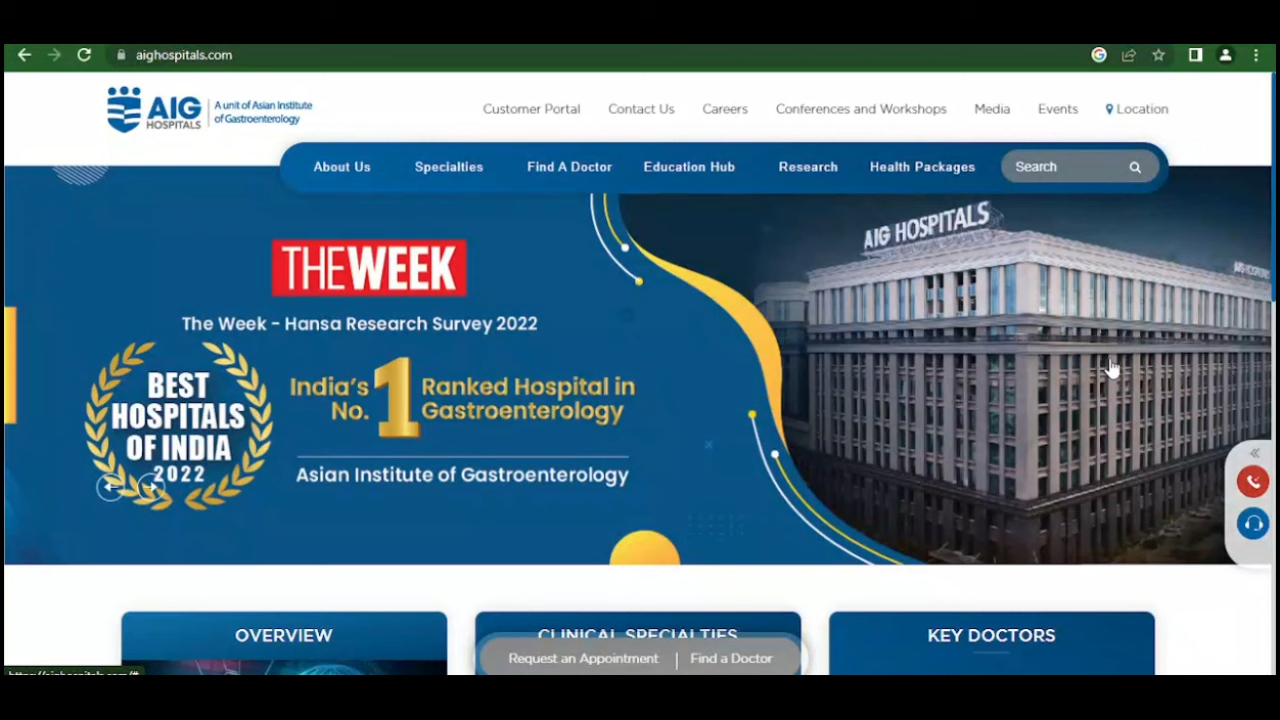 aighospitals.com
AIG
HOSPITALS
A unit of Asian Institute
of Gastroenterology
Customer Portal
Contact Us
Careers
Conferences and Workshops
Media
Events
Location
About Us
Specialties
Find A Doctor
Education Hub
Research
Health Packages
Search
THEWEEK
The Week - Hansa Research Survey 2022
BEST
HOSPITALS
OF INDIA
2022
India's
No. 1
Ranked Hospital in
Gastroenterology
Asian Institute of Gastroenterology
AIG HOSPITALS
OVERVIEW
CLINICAL SPECIALTIES
KEY DOCTORS
Request an Appointment | Find a Doctor